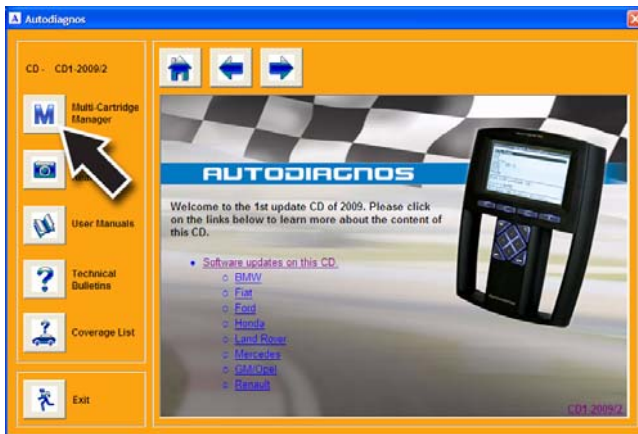 Autodiagnos
CD - CD1-2009/2
Multi-Cartridge
Manager
User Manuals
Technical
Bulletins
Coverage List
Exit
AUTODIAGNOS
Welcome to the 1st update CD of 2009. Please click
on the links below to learn more about the content of
this CD.
Software updates on this CD.
BMW
Fiat
Ford
Honda
Land Rover
Mercedes
GM/Opel
Renault
CD1 2009/2